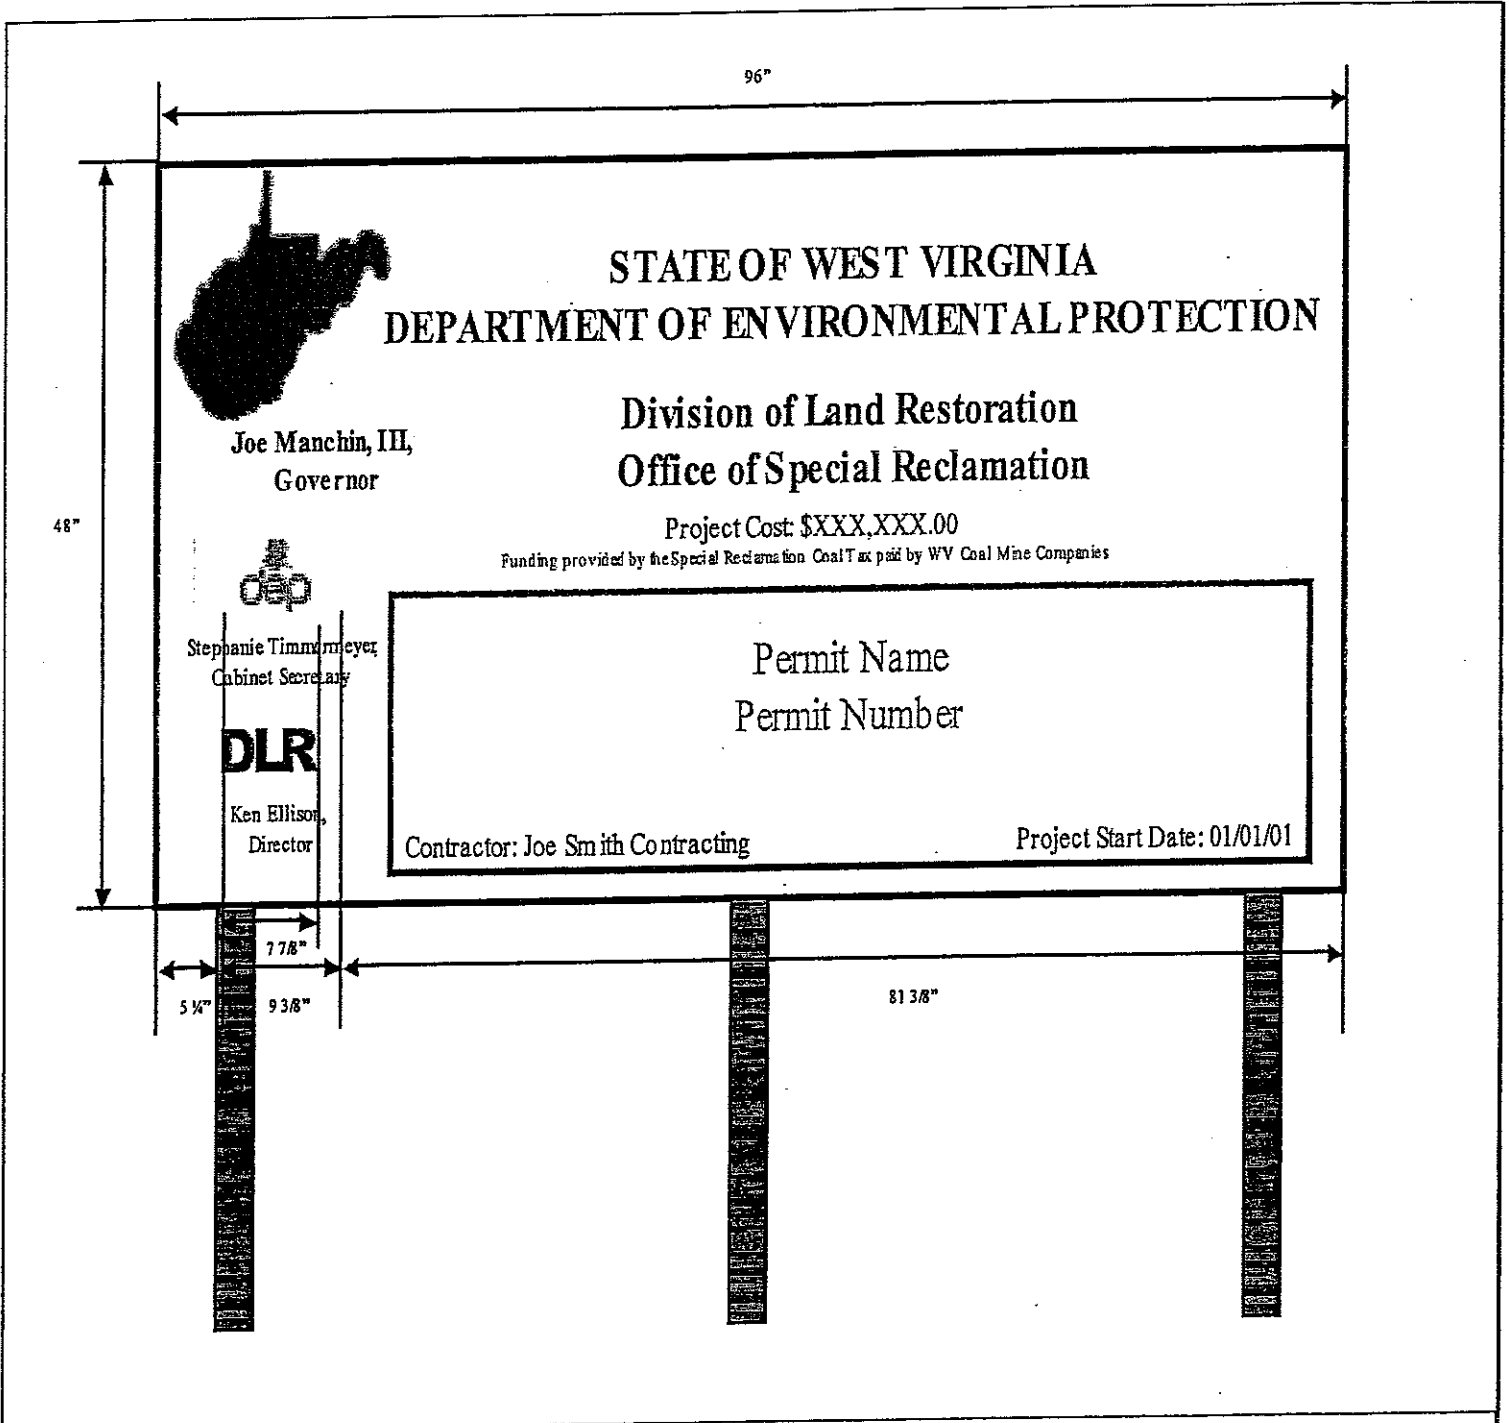 96"
STATE OF WEST VIRGINIA
DEPARTMENT OF ENVIRONMENTAL PROTECTION
Division of Land Restoration
Office of Special Reclamation
Project Cost: $XXX,XXX.00
Funding provided by the Special Reclamation Coal Tax paid by WV Coal Mine Companies
Joe Manchin, III,
Governor
48"
dep
Stephanie Timmermeyer,
Cabinet Secretary
DLR
Ken Ellison,
Director
Permit Name
Permit Number
Contractor: Joe Smith Contracting
Project Start Date: 01/01/01
7 7/8"
5 ¼"
9 3/8"
81 3/8"